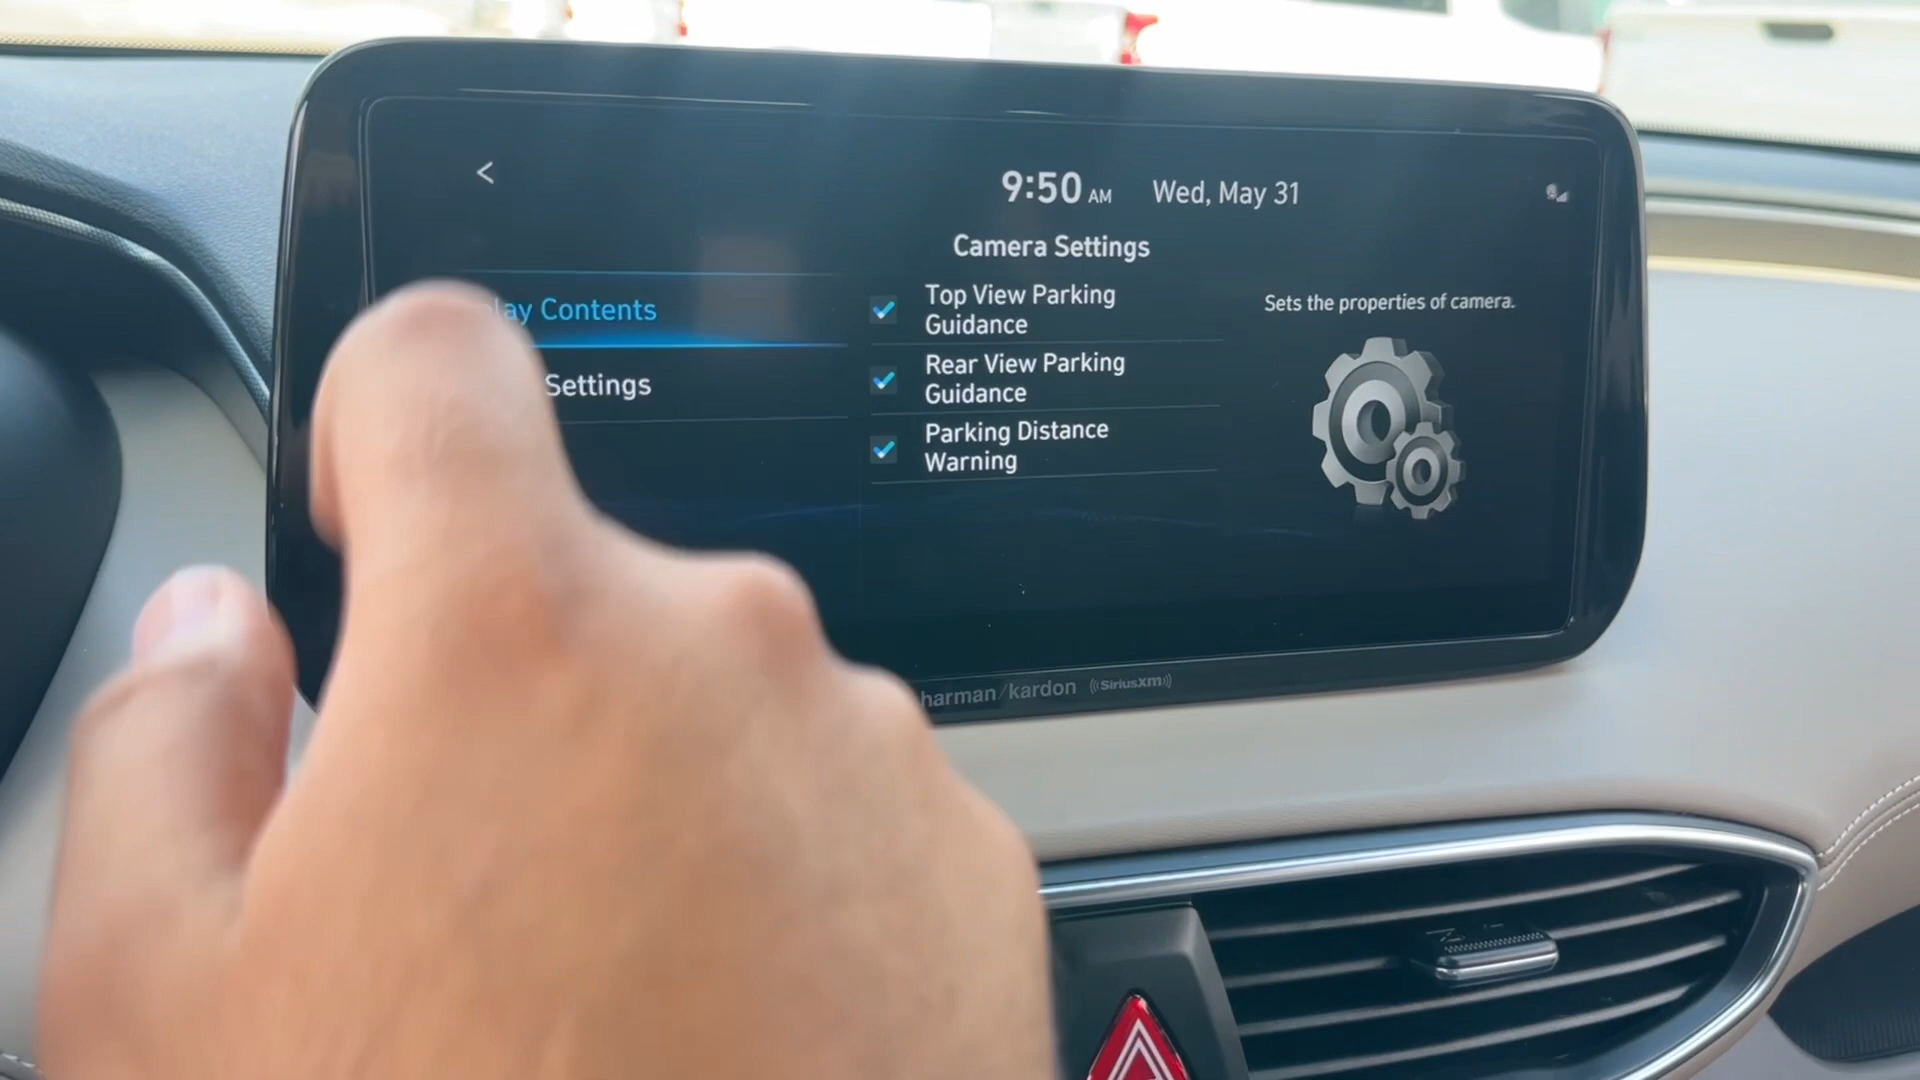 <
9:50 AM Wed, May 31
Camera Settings
lay Contents
Settings
Top View Parking
Guidance
Rear View Parking
Guidance
Parking Distance
Warning
Sets the properties of camera.
harman/kardon ((SiriusXM))